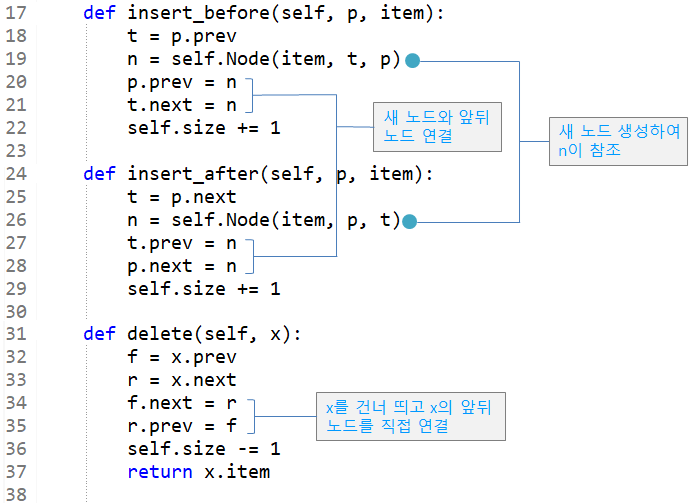 17 def insert_before(self, p, item):
18 t = p.prev
19 n = self.Node(item, t, p)
20 p.prev = n
21 t.next = n
22 self.size += 1
23
24 def insert_after(self, p, item):
25 t = p.next
26 n = self.Node(item, p, t)
27 t.prev = n
28 p.next = n
29 self.size += 1
30
31 def delete(self, x):
32 f = x.prev
33 r = x.next
34 f.next = r
35 r.prev = f
36 self.size -= 1
37 return x.item
38
새 노드와 앞뒤
노드 연결
새 노드 생성하여
n이 참조
x를 건너 띄고 x의 앞뒤
노드를 직접 연결